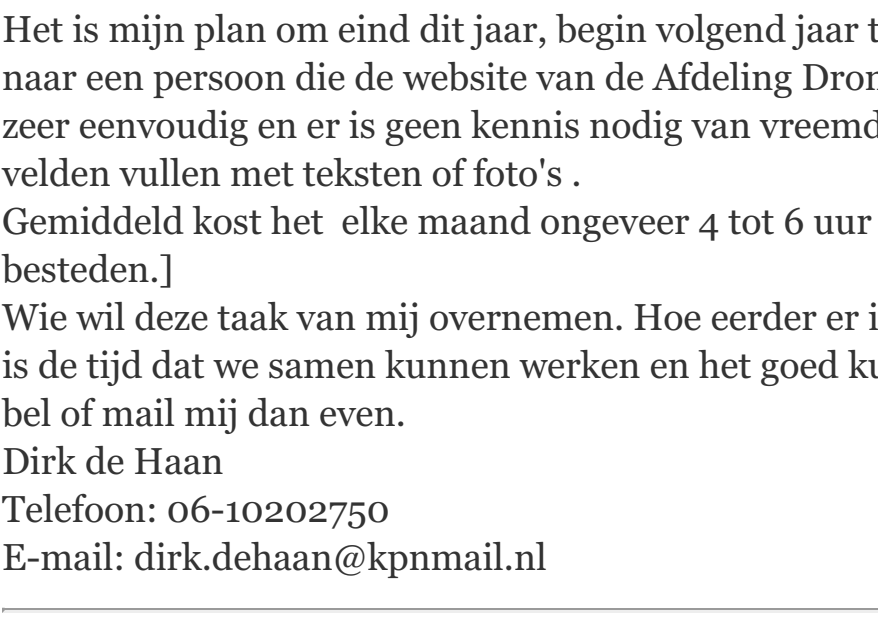 Het is mijn plan om eind dit jaar, begin volgend jaar
naar een persoon die de website van de Afdeling
zeer eenvoudig en er is geen kennis nodig van
velden vullen met teksten of foto's .
Gemiddeld kost het  elke maand ongeveer 4 tot 6 uur
besteden.]
Wie wil deze taak van mij overnemen. Hoe eerder er
is de tijd dat we samen kunnen werken en het goed
bel of mail mij dan even.
Dirk de Haan
Telefoon: 06-10202750
E-mail: dirk.dehaan@kpnmail.nl